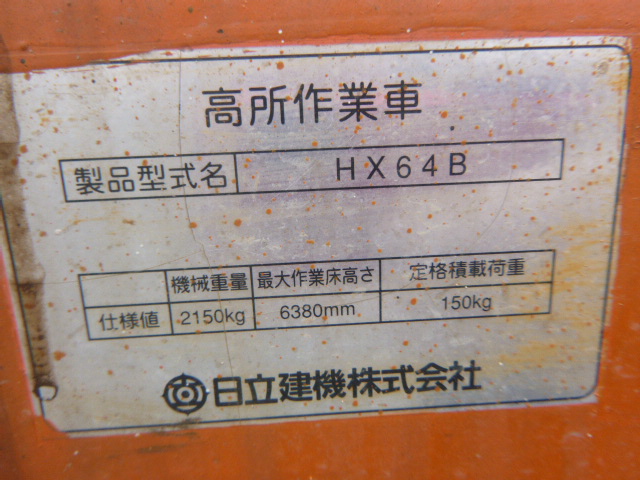 高所作業車
製品型式名 HX64B
機械重量 最大作業床高さ 定格積載荷重
仕様値 2150kg 6380mm 150kg
日立建機株式会社